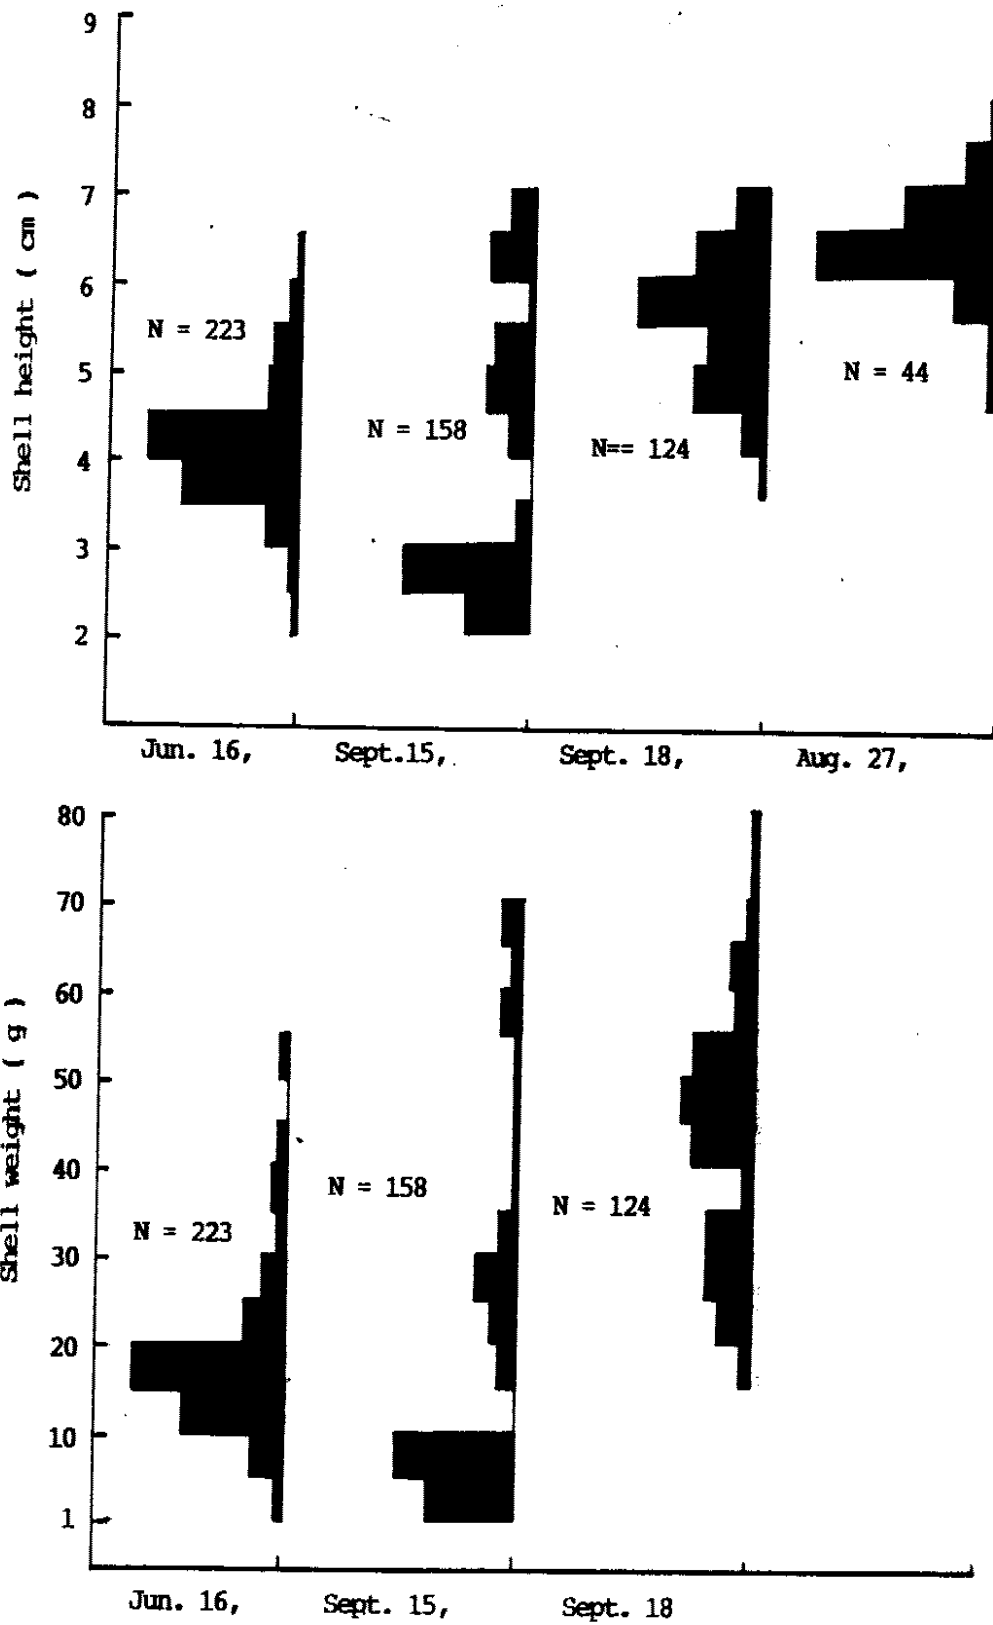 9
8
7
6
5
4
3
2
Shell height ( cm )
N = 223
N = 158
N== 124
N = 44
Jun. 16, Sept.15, Sept. 18, Aug. 27,
80
70
60
50
40
30
20
10
1
Shell weight ( g )
N = 223
N = 158
N = 124
Jun. 16, Sept. 15, Sept. 18